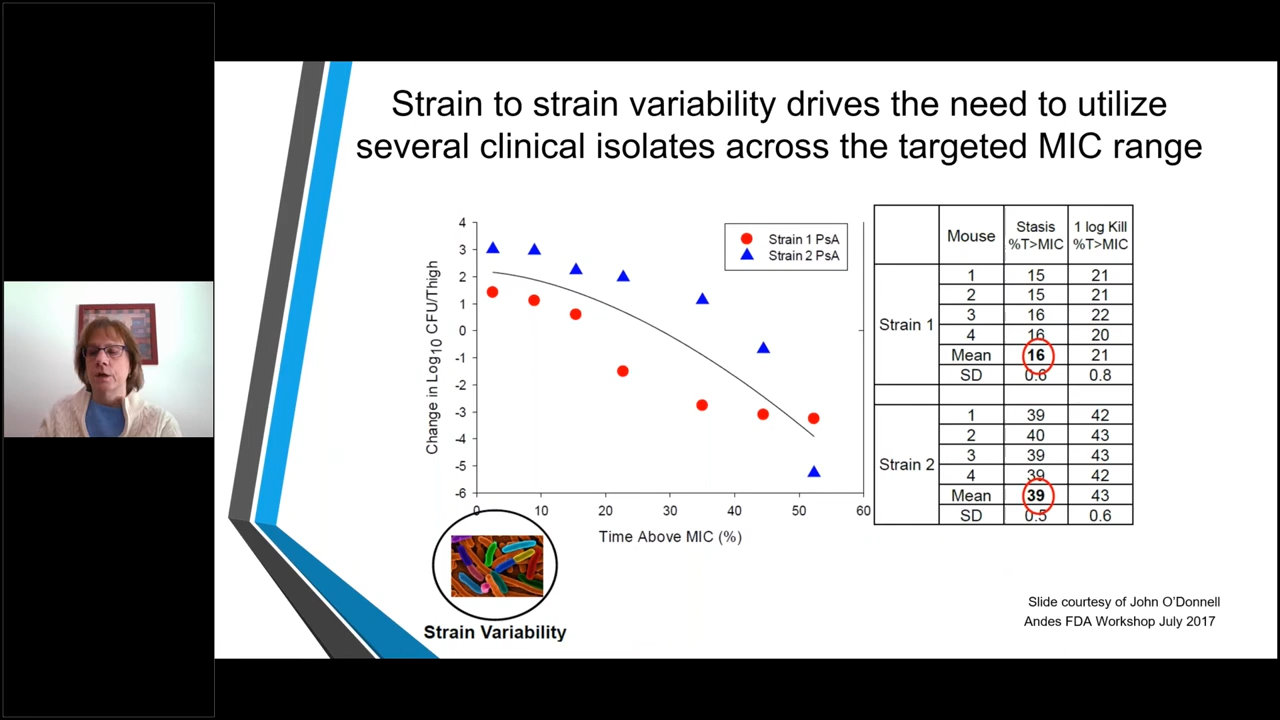 Strain to strain variability drives the need to utilize
several clinical isolates across the targeted MIC range
4
3
2
1
0
-1
-2
-3
-4
-5
-6
Change in Log10 CFU/Thigh
Strain 1 PsA
Strain 2 PsA
0 10 20 30 40 50 60
Time Above MIC (%)
Mouse Stasis %T>MIC 1 log Kill %T>MIC
Strain 1
1 15 21
2 15 21
3 16 22
4 16 20
Mean 16 21
SD 0.6 0.8
Strain 2
1 39 42
2 40 43
3 39 43
4 39 42
Mean 39 43
SD 0.5 0.6
Strain Variability
Slide courtesy of John O'Donnell
Andes FDA Workshop July 2017